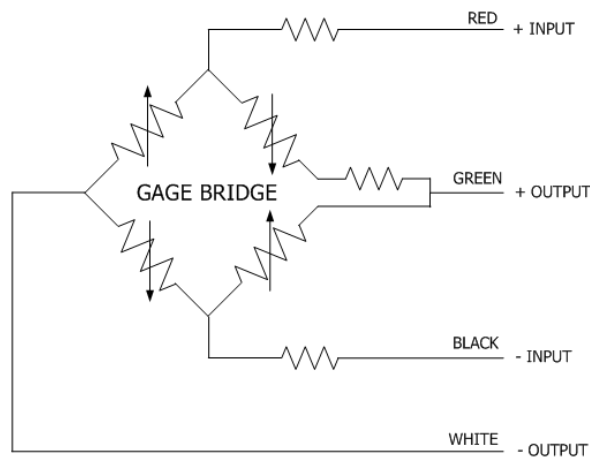 RED
+ INPUT
GREEN
+ OUTPUT
GAGE BRIDGE
BLACK
- INPUT
WHITE
- OUTPUT